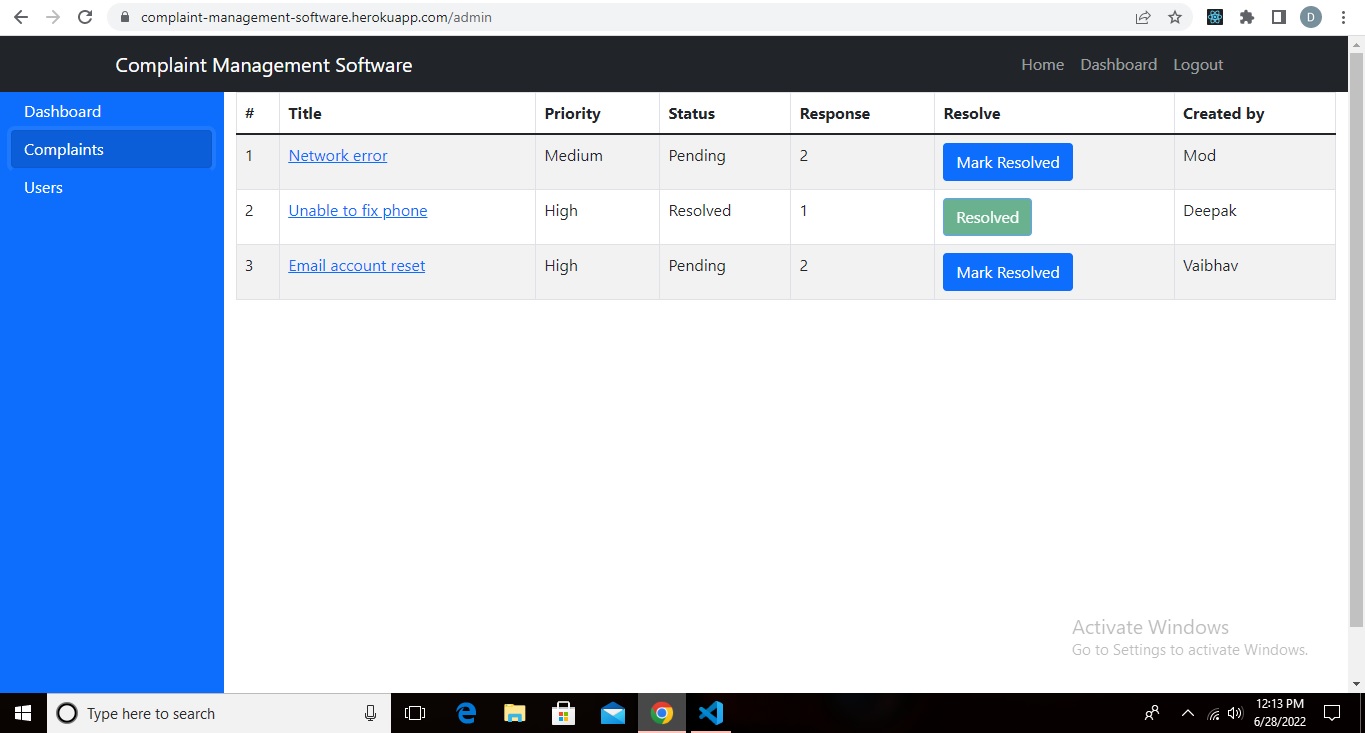 complaint-management-software.herokuapp.com/admin
D
Complaint Management Software Home Dashboard Logout
Dashboard
Complaints
Users
# Title Priority Status Response Resolve Created by
1 Network error Medium Pending 2 Mark Resolved Mod
2 Unable to fix phone High Resolved 1 Resolved Deepak
3 Email account reset High Pending 2 Mark Resolved Vaibhav
Activate Windows
Go to Settings to activate Windows.
Type here to search
12:13 PM
6/28/2022